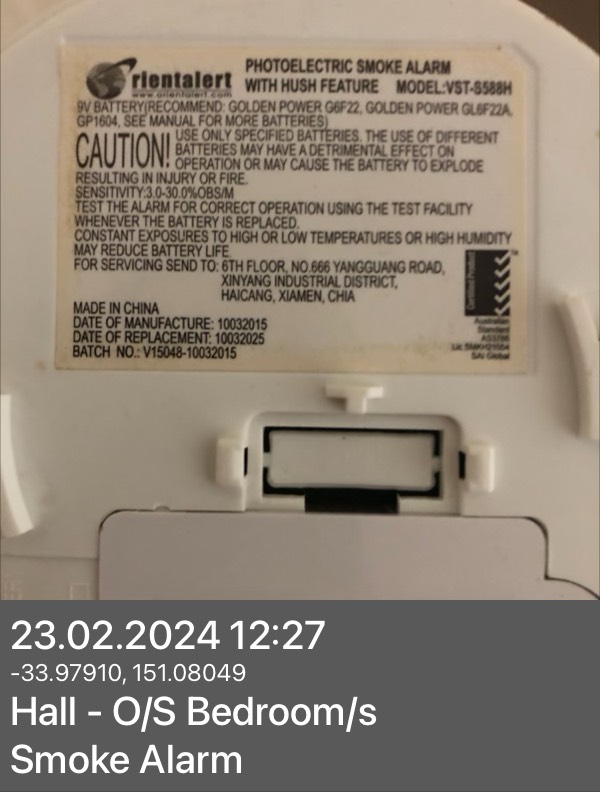 rientalert
www.orientalert.com
PHOTOELECTRIC SMOKE ALARM
WITH HUSH FEATURE MODEL:VST-S588H
9V BATTERY(RECOMMEND: GOLDEN POWER G6F22, GOLDEN POWER GL6F22A,
GP1604, SEE MANUAL FOR MORE BATTERIES)
CAUTION! USE ONLY SPECIFIED BATTERIES. THE USE OF DIFFERENT
BATTERIES MAY HAVE A DETRIMENTAL EFFECT ON
OPERATION OR MAY CAUSE THE BATTERY TO EXPLODE
RESULTING IN INJURY OR FIRE.
SENSITIVITY:3.0-30.0%OBS/M
TEST THE ALARM FOR CORRECT OPERATION USING THE TEST FACILITY
WHENEVER THE BATTERY IS REPLACED.
CONSTANT EXPOSURES TO HIGH OR LOW TEMPERATURES OR HIGH HUMIDITY
MAY REDUCE BATTERY LIFE.
FOR SERVICING SEND TO: 6TH FLOOR, NO.666 YANGGUANG ROAD,
XINYANG INDUSTRIAL DISTRICT,
HAICANG, XIAMEN, CHIA
MADE IN CHINA
DATE OF MANUFACTURE: 10032015
DATE OF REPLACEMENT: 10032025
BATCH NO.: V15048-10032015
Certified Product
Australian
Standard
AS3786
SAI Global
23.02.2024 12:27
-33.97910, 151.08049
Hall - O/S Bedroom/s
Smoke Alarm